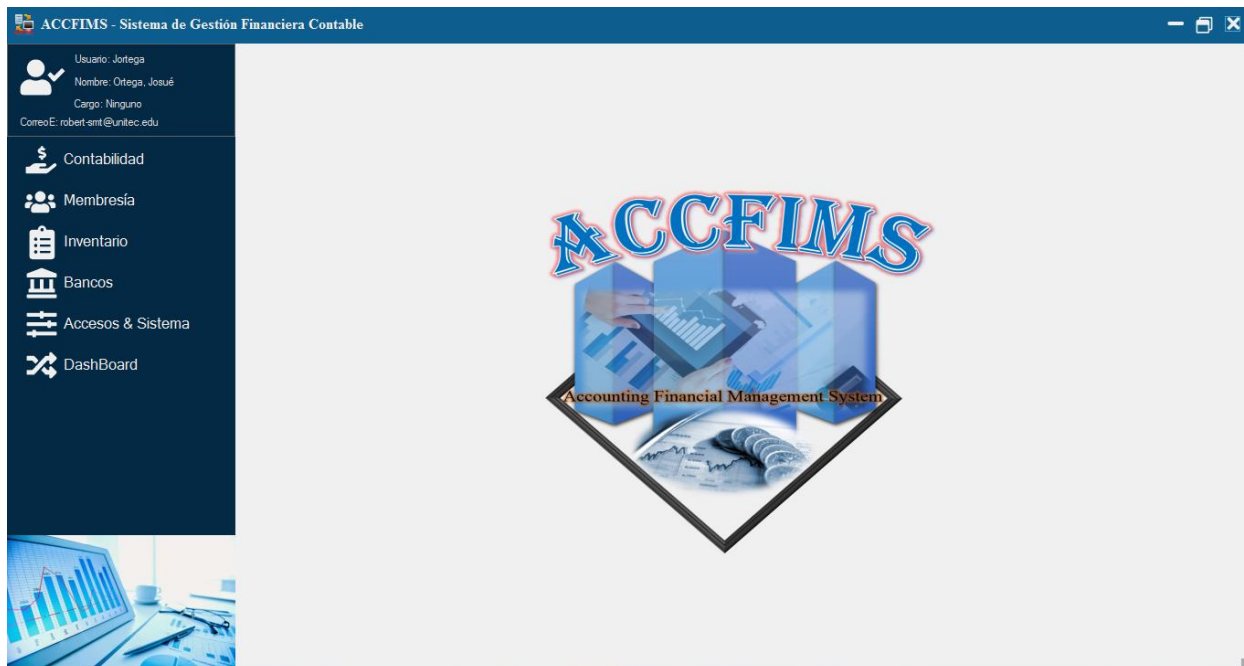 ACCFIMS - Sistema de Gestión Financiera Contable
Usuario: Jortega
Nombre: Ortega, Josué
Cargo: Ninguno
CorreoE: robert-smt@unitec.edu
Contabilidad
Membresía
Inventario
Bancos
Accesos & Sistema
DashBoard
ACCFIMS
Accounting Financial Management System